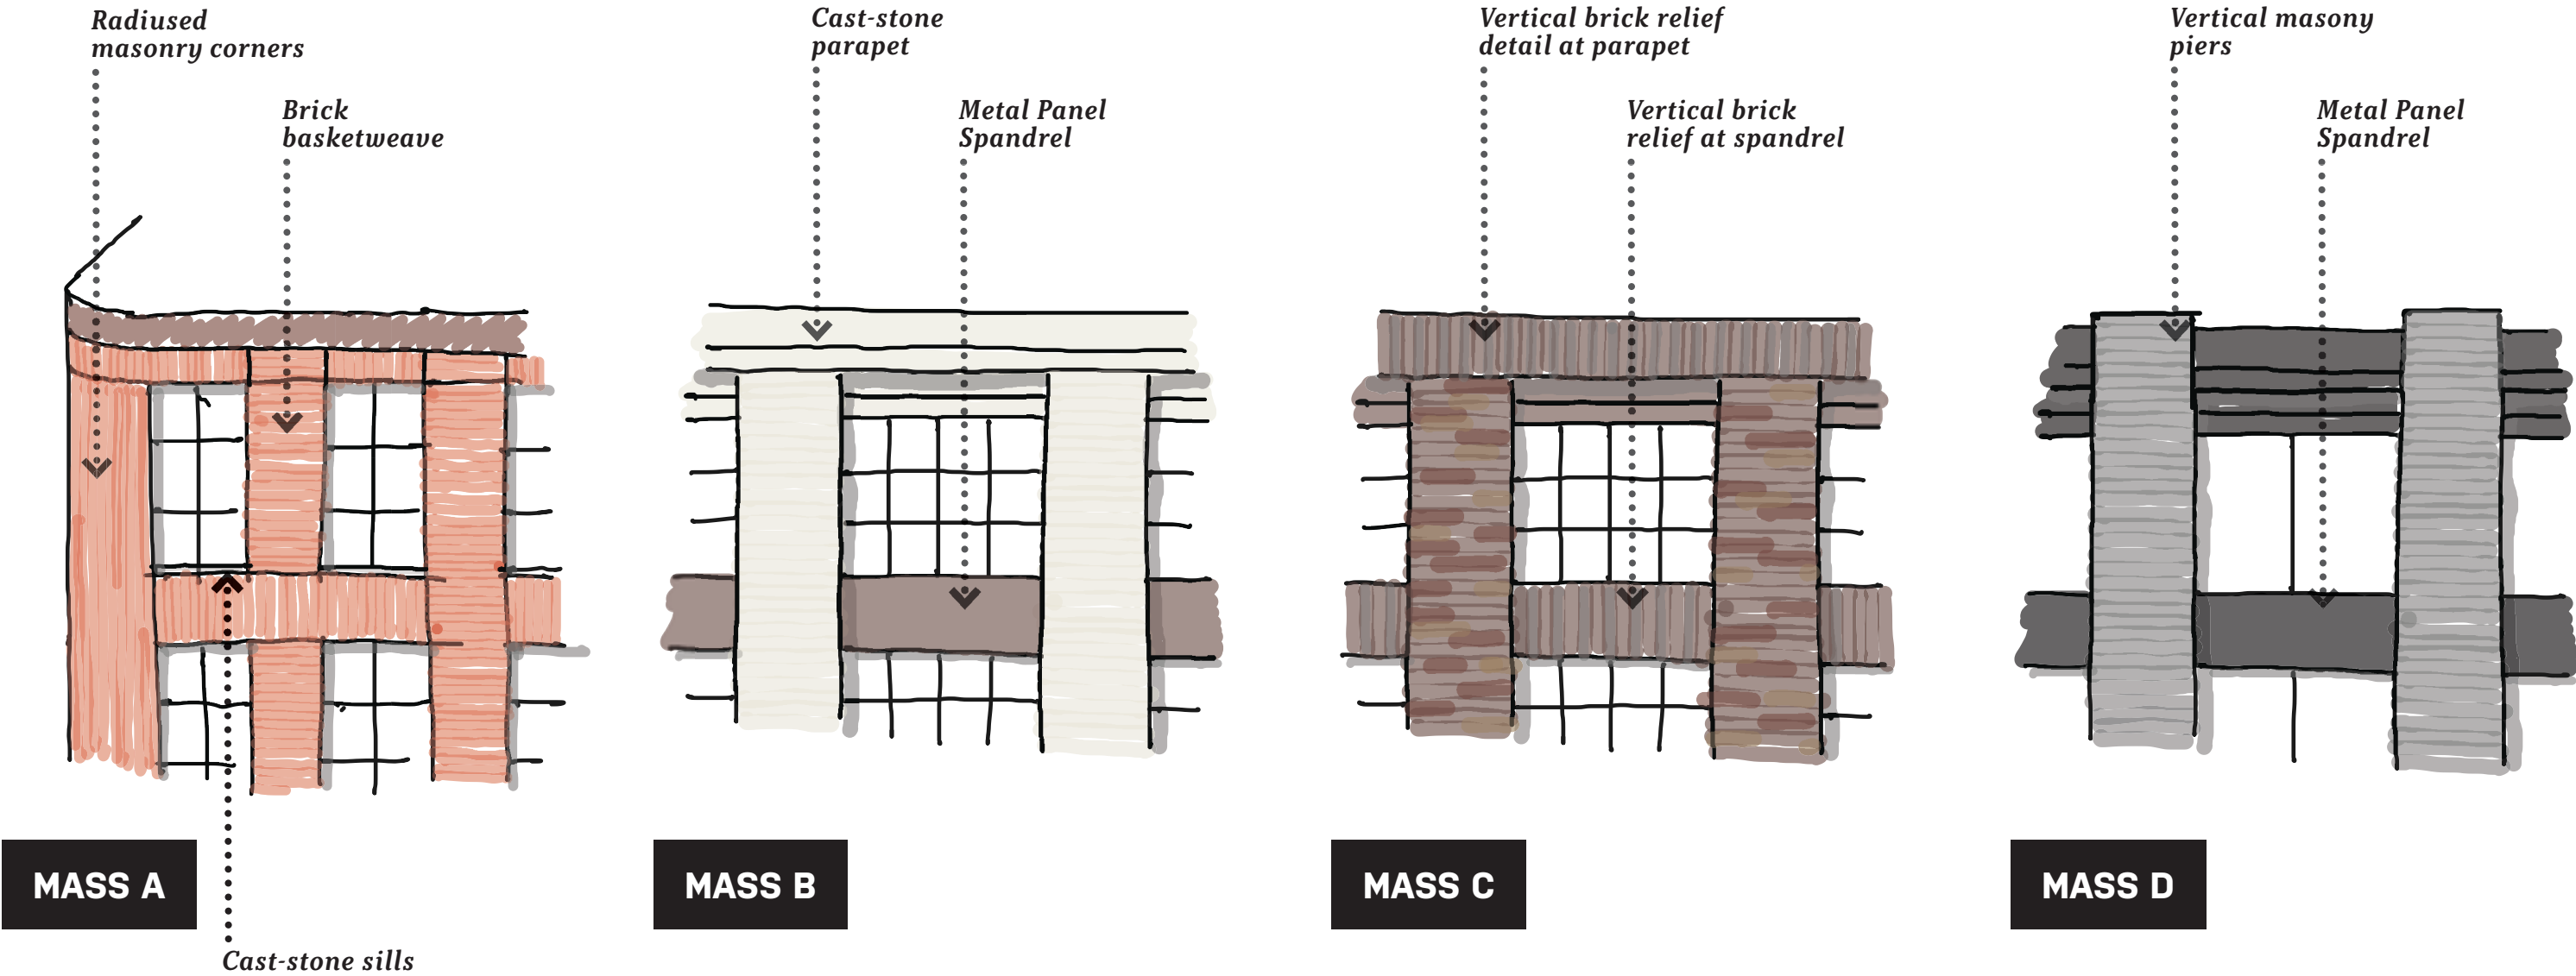 Radiused
masonry corners
Brick
basketweave
Cast-stone
parapet
Metal Panel
Spandrel
Vertical brick relief
detail at parapet
Vertical brick
relief at spandrel
Vertical masony
piers
Metal Panel
Spandrel
MASS A
MASS B
MASS C
MASS D
Cast-stone sills